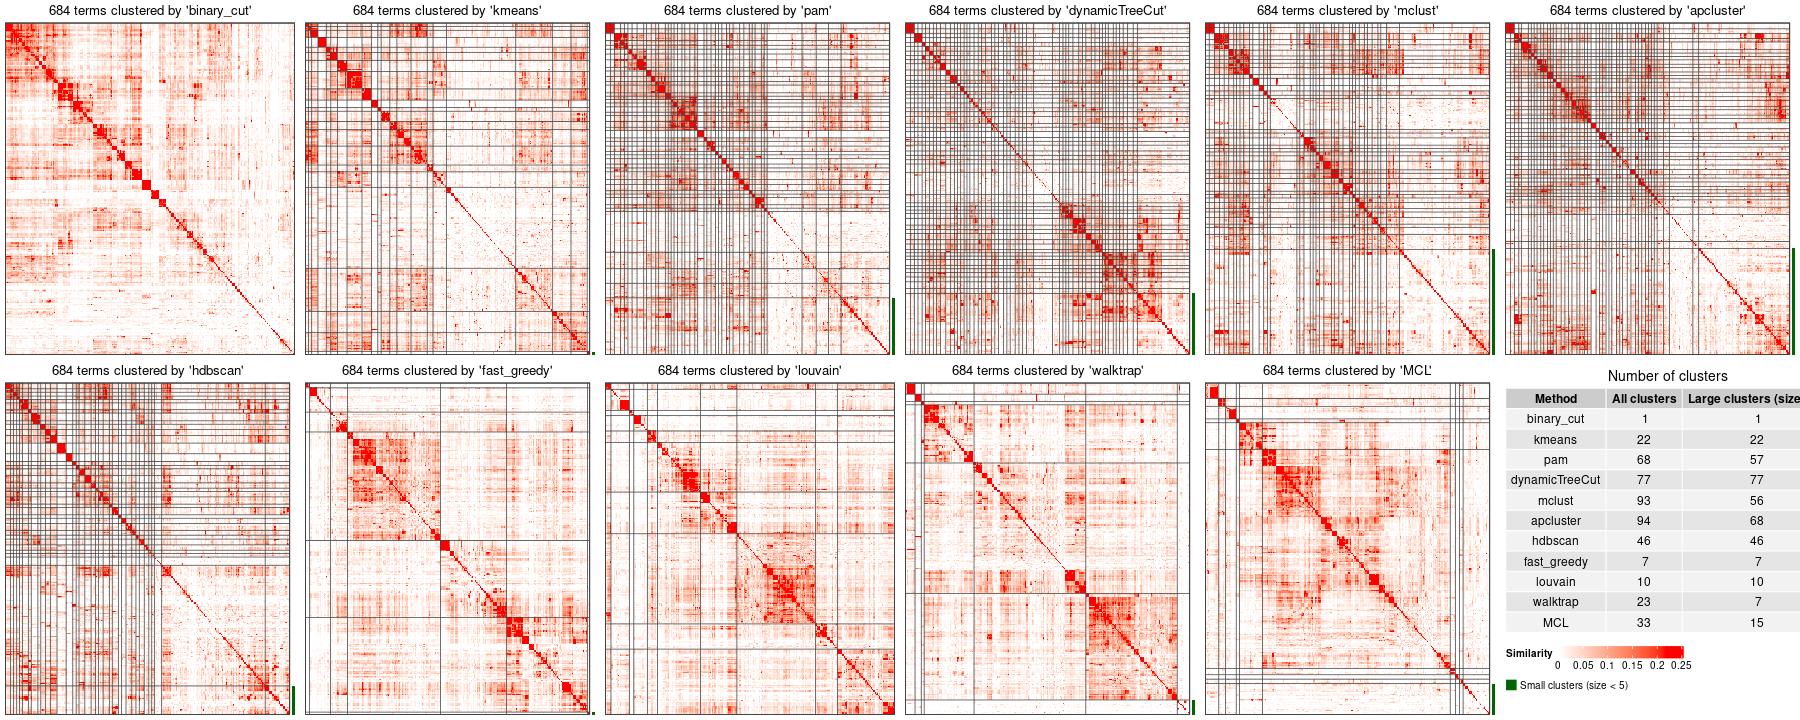 684 terms clustered by 'binary_cut'
684 terms clustered by 'kmeans'
684 terms clustered by 'pam'
684 terms clustered by 'dynamicTreeCut'
684 terms clustered by 'mclust'
684 terms clustered by 'apcluster'
684 terms clustered by 'hdbscan'
684 terms clustered by 'fast_greedy'
684 terms clustered by 'louvain'
684 terms clustered by 'walktrap'
684 terms clustered by 'MCL'
Number of clusters
Method All clusters Large clusters (size
binary_cut 1 1
kmeans 22 22
pam 68 57
dynamicTreeCut 77 77
mclust 93 56
apcluster 94 68
hdbscan 46 46
fast_greedy 7 7
louvain 10 10
walktrap 23 7
MCL 33 15
Similarity
0 0.05 0.1 0.15 0.2 0.25
Small clusters (size < 5)